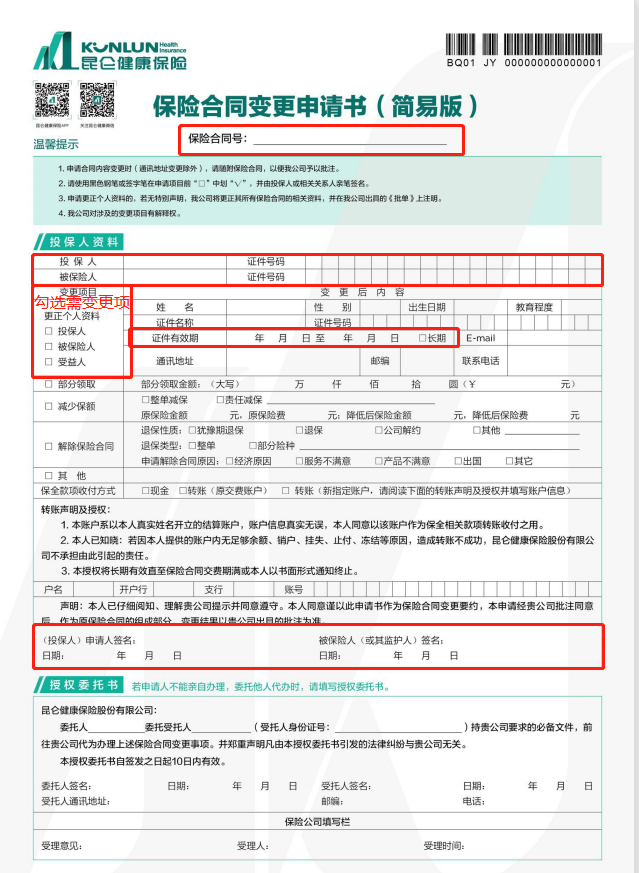 KUNLUN Health Insurance
昆仑健康保险
BQ01 JY 000000000000001
昆仑健康保险APP 关注昆仑健康微信
保险合同变更申请书（简易版）
保险合同号：
温馨提示
1. 申请合同内容变更时（通讯地址变更除外），请随附保险合同，以便我公司予以批注。
2. 请使用黑色钢笔或签字笔在申请项目前“□”中划“√”，并由投保人或相关关系人亲笔签名。
3. 申请更正个人资料的，若无特别声明，我公司将更正其所有保险合同的相关资料，并在我公司出具的《批单》上注明。
4. 我公司对涉及的变更项目有解释权。
投保人资料
投 保 人 证件号码
被保险人 证件号码
变更项目 变 更 后 内 容
勾选需变更项
姓 名 性 别 出生日期 教育程度
更正个人资料 证件名称 证件号码
□ 投保人 证件有效期 年 月 日 至 年 月 日 □长期 E-mail
□ 被保险人
□ 受益人 通讯地址 邮编 联系电话
□ 部分领取 部分领取金额：（大写） 万 仟 佰 拾 圆（￥ 元）
□ 减少保额 □整单减保 □责任减保
原保险金额 元，原保险费 元；降低后保险金额 元，降低后保险费 元
退保性质：□犹豫期退保 □退保 □公司解约 □其他
□ 解除保险合同 退保类型：□整单 □部分险种
申请解除合同原因：□经济原因 □服务不满意 □产品不满意 □出国 □其它
□ 其 他
保全款项收付方式 □现金 □转账（原交费账户） □ 转账（新指定账户，请阅读下面的转账声明及授权并填写账户信息）
转账声明及授权：
1. 本账户系以本人真实姓名开立的结算账户，账户信息真实无误，本人同意以该账户作为保全相关款项转账收付之用。
2. 本人已知晓：若因本人提供的账户内无足够余额、销户、挂失、止付、冻结等原因，造成转账不成功，昆仑健康保险股份有限公
司不承担由此引起的责任。
3. 本授权将长期有效直至保险合同交费期满或本人以书面形式通知终止。
户名 开户行 支行 账号
声明：本人已仔细阅知、理解贵公司提示并同意遵守。本人同意谨以此申请书作为保险合同变更要约，本申请经贵公司批注同意
后，作为原保险合同的组成部分，变更结果以贵公司出具的批注为准。
（投保人）申请人签名： 被保险人（或其监护人）签名：
日期： 年 月 日 日期： 年 月 日
授权委托书 若申请人不能亲自办理，委托他人代办时，请填写授权委托书。
昆仑健康保险股份有限公司：
委托人 委托受托人 （受托人身份证号： ）持贵公司要求的必备文件，前
往贵公司代为办理上述保险合同变更事项。并郑重声明凡由本授权委托书引发的法律纠纷与贵公司无关。
本授权委托书自签发之日起10日内有效。
委托人签名： 日期： 年 月 日 受托人签名： 日期： 年 月 日
受托人通讯地址： 邮编： 电话：
保险公司填写栏
受理意见： 受理人： 受理时间：